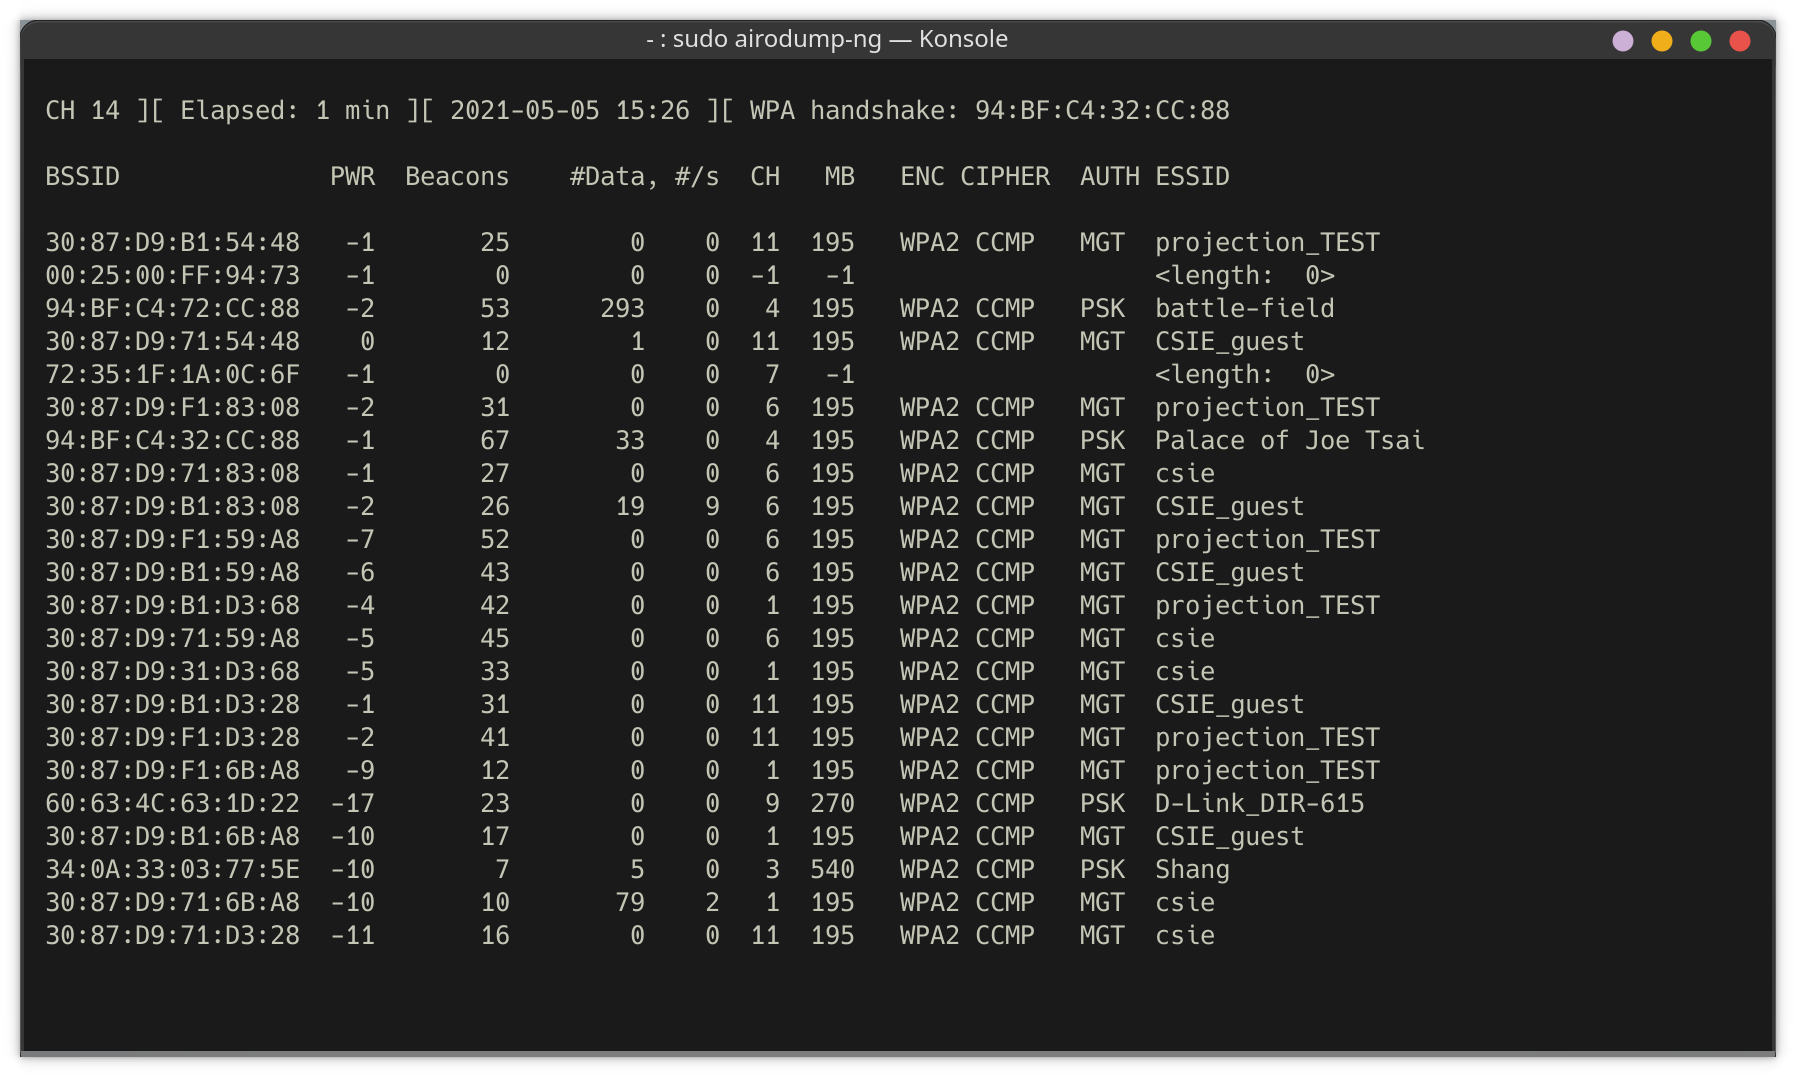 - : sudo airodump-ng — Konsole
CH 14 ][ Elapsed: 1 min ][ 2021-05-05 15:26 ][ WPA handshake: 94:BF:C4:32:CC:88
BSSID PWR Beacons #Data, #/s CH MB ENC CIPHER AUTH ESSID
30:87:D9:B1:54:48 -1 25 0 0 11 195 WPA2 CCMP MGT projection_TEST
00:25:00:FF:94:73 -1 0 0 0 -1 -1 <length: 0>
94:BF:C4:72:CC:88 -2 53 293 0 4 195 WPA2 CCMP PSK battle-field
30:87:D9:71:54:48 0 12 1 0 11 195 WPA2 CCMP MGT CSIE_guest
72:35:1F:1A:0C:6F -1 0 0 0 7 -1 <length: 0>
30:87:D9:F1:83:08 -2 31 0 0 6 195 WPA2 CCMP MGT projection_TEST
94:BF:C4:32:CC:88 -1 67 33 0 4 195 WPA2 CCMP PSK Palace of Joe Tsai
30:87:D9:71:83:08 -1 27 0 0 6 195 WPA2 CCMP MGT csie
30:87:D9:B1:83:08 -2 26 19 9 6 195 WPA2 CCMP MGT CSIE_guest
30:87:D9:F1:59:A8 -7 52 0 0 6 195 WPA2 CCMP MGT projection_TEST
30:87:D9:B1:59:A8 -6 43 0 0 6 195 WPA2 CCMP MGT CSIE_guest
30:87:D9:B1:D3:68 -4 42 0 0 1 195 WPA2 CCMP MGT projection_TEST
30:87:D9:71:59:A8 -5 45 0 0 6 195 WPA2 CCMP MGT csie
30:87:D9:31:D3:68 -5 33 0 0 1 195 WPA2 CCMP MGT csie
30:87:D9:B1:D3:28 -1 31 0 0 11 195 WPA2 CCMP MGT CSIE_guest
30:87:D9:F1:D3:28 -2 41 0 0 11 195 WPA2 CCMP MGT projection_TEST
30:87:D9:F1:6B:A8 -9 12 0 0 1 195 WPA2 CCMP MGT projection_TEST
60:63:4C:63:1D:22 -17 23 0 0 9 270 WPA2 CCMP PSK D-Link_DIR-615
30:87:D9:B1:6B:A8 -10 17 0 0 1 195 WPA2 CCMP MGT CSIE_guest
34:0A:33:03:77:5E -10 7 5 0 3 540 WPA2 CCMP PSK Shang
30:87:D9:71:6B:A8 -10 10 79 2 1 195 WPA2 CCMP MGT csie
30:87:D9:71:D3:28 -11 16 0 0 11 195 WPA2 CCMP MGT csie